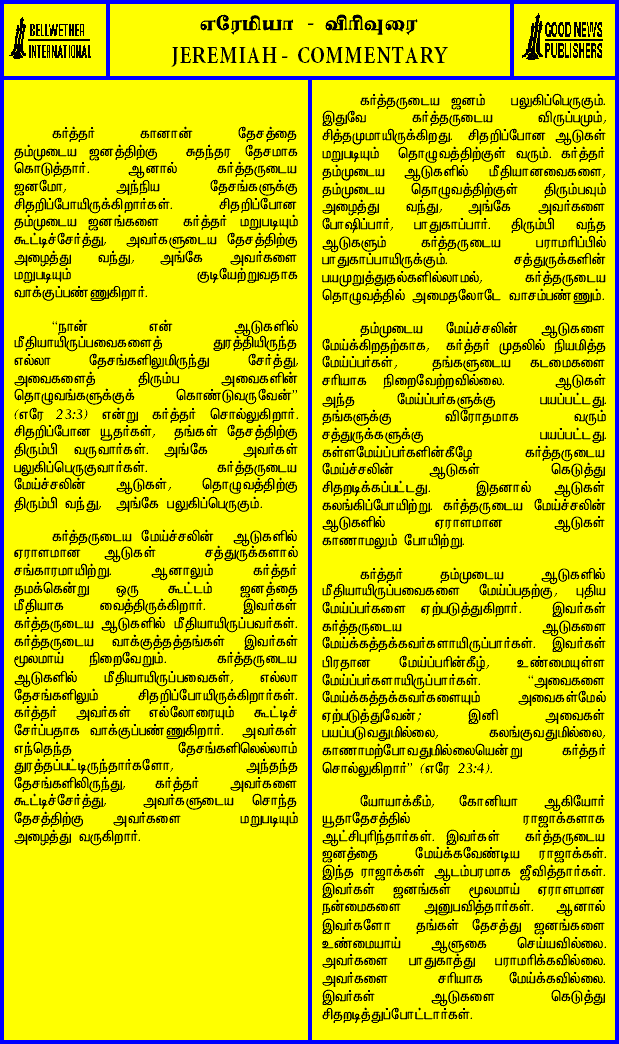 BELLWETHER
INTERNATIONAL
எரேமியா - விரிவுரை
JEREMIAH - COMMENTARY
GOOD NEWS
PUBLISHERS
கர்த்தர் கானான் தேசத்தை
தம்முடைய ஜனத்திற்கு சுதந்தர தேசமாக
கொடுத்தார். ஆனால் கர்த்தருடைய
ஜனமோ, அந்நிய தேசங்களுக்கு
சிதறிப்போயிருக்கிறார்கள். சிதறிப்போன
தம்முடைய ஜனங்களை கர்த்தர் மறுபடியும்
கூட்டிச்சேர்த்து, அவர்களுடைய தேசத்திற்கு
அழைத்து வந்து, அங்கே அவர்களை
மறுபடியும் குடியேற்றுவதாக
வாக்குப்பண்ணுகிறார்.
“நான் என் ஆடுகளில்
மீதியாயிருப்பவைகளைத் துரத்தியிருந்த
எல்லா தேசங்களிலுமிருந்து சேர்த்து,
அவைகளைத் திரும்ப அவைகளின்
தொழுவங்களுக்குக் கொண்டுவருவேன்”
(எரே 23:3) என்று கர்த்தர் சொல்லுகிறார்.
சிதறிப்போன யூதர்கள், தங்கள் தேசத்திற்கு
திரும்பி வருவார்கள். அங்கே அவர்கள்
பலுகிப்பெருகுவார்கள். கர்த்தருடைய
மேய்ச்சலின் ஆடுகள், தொழுவத்திற்கு
திரும்பி வந்து, அங்கே பலுகிப்பெருகும்.
கர்த்தருடைய மேய்ச்சலின் ஆடுகளில்
ஏராளமான ஆடுகள் சத்துருக்களால்
சங்காரமாயிற்று. ஆனாலும் கர்த்தர்
தமக்கென்று ஒரு கூட்டம் ஜனத்தை
மீதியாக வைத்திருக்கிறார். இவர்கள்
கர்த்தருடைய ஆடுகளில் மீதியாயிருப்பவர்கள்.
கர்த்தருடைய வாக்குத்தத்தங்கள் இவர்கள்
மூலமாய் நிறைவேறும். கர்த்தருடைய
ஆடுகளில் மீதியாயிருப்பவைகள், எல்லா
தேசங்களிலும் சிதறிப்போயிருக்கிறார்கள்.
கர்த்தர் அவர்கள் எல்லோரையும் கூட்டிச்
சேர்ப்பதாக வாக்குப்பண்ணுகிறார். அவர்கள்
எந்தெந்த தேசங்களிலெல்லாம்
துரத்தப்பட்டிருந்தார்களோ, அந்தந்த
தேசங்களிலிருந்து, கர்த்தர் அவர்களை
கூட்டிச்சேர்த்து, அவர்களுடைய சொந்த
தேசத்திற்கு அவர்களை மறுபடியும்
அழைத்து வருகிறார்.
கர்த்தருடைய ஜனம் பலுகிப்பெருகும்.
இதுவே கர்த்தருடைய விருப்பமும்,
சித்தமுமாயிருக்கிறது. சிதறிப்போன ஆடுகள்
மறுபடியும் தொழுவத்திற்குள் வரும். கர்த்தர்
தம்முடைய ஆடுகளில் மீதியானவைகளை,
தம்முடைய தொழுவத்திற்குள் திரும்பவும்
அழைத்து வந்து, அங்கே அவர்களை
போஷிப்பார், பாதுகாப்பார். திரும்பி வந்த
ஆடுகளும் கர்த்தருடைய பராமரிப்பில்
பாதுகாப்பாயிருக்கும். சத்துருக்களின்
பயமுறுத்துதல்களில்லாமல், கர்த்தருடைய
தொழுவத்தில் அமைதலோடே வாசம்பண்ணும்.
தம்முடைய மேய்ச்சலின் ஆடுகளை
மேய்க்கிறதற்காக, கர்த்தர் முதலில் நியமித்த
மேய்ப்பர்கள், தங்களுடைய கடமைகளை
சரியாக நிறைவேற்றவில்லை. ஆடுகள்
அந்த மேய்ப்பர்களுக்கு பயப்பட்டது.
தங்களுக்கு விரோதமாக வரும்
சத்துருக்களுக்கு பயப்பட்டது.
கள்ளமேய்ப்பர்களின்கீழே கர்த்தருடைய
மேய்ச்சலின் ஆடுகள் கெடுத்து
சிதறடிக்கப்பட்டது. இதனால் ஆடுகள்
கலங்கிப்போயிற்று. கர்த்தருடைய மேய்ச்சலின்
ஆடுகளில் ஏராளமான ஆடுகள்
காணாமலும் போயிற்று.
கர்த்தர் தம்முடைய ஆடுகளில்
மீதியாயிருப்பவைகளை மேய்ப்பதற்கு, புதிய
மேய்ப்பர்களை ஏற்படுத்துகிறார். இவர்கள்
கர்த்தருடைய ஆடுகளை
மேய்க்கத்தக்கவர்களாயிருப்பார்கள். இவர்கள்
பிரதான மேய்ப்பரின்கீழ், உண்மையுள்ள
மேய்ப்பர்களாயிருப்பார்கள். “அவைகளை
மேய்க்கத்தக்கவர்களையும் அவைகள்மேல்
ஏற்படுத்துவேன்; இனி அவைகள்
பயப்படுவதுமில்லை, கலங்குவதுமில்லை,
காணாமற்போவதுமில்லையென்று கர்த்தர்
சொல்லுகிறார்” (எரே 23:4).
யோயாக்கீம், கோனியா ஆகியோர்
யூதாதேசத்தில் ராஜாக்களாக
ஆட்சிபுரிந்தார்கள். இவர்கள் கர்த்தருடைய
ஜனத்தை மேய்க்கவேண்டிய ராஜாக்கள்.
இந்த ராஜாக்கள் ஆடம்பரமாக ஜீவித்தார்கள்.
இவர்கள் ஜனங்கள் மூலமாய் ஏராளமான
நன்மைகளை அனுபவித்தார்கள். ஆனால்
இவர்களோ தங்கள் தேசத்து ஜனங்களை
உண்மையாய் ஆளுகை செய்யவில்லை.
அவர்களை பாதுகாத்து பராமரிக்கவில்லை.
அவர்களை சரியாக மேய்க்கவில்லை.
இவர்கள் ஆடுகளை கெடுத்து
சிதறடித்துப்போட்டார்கள்.